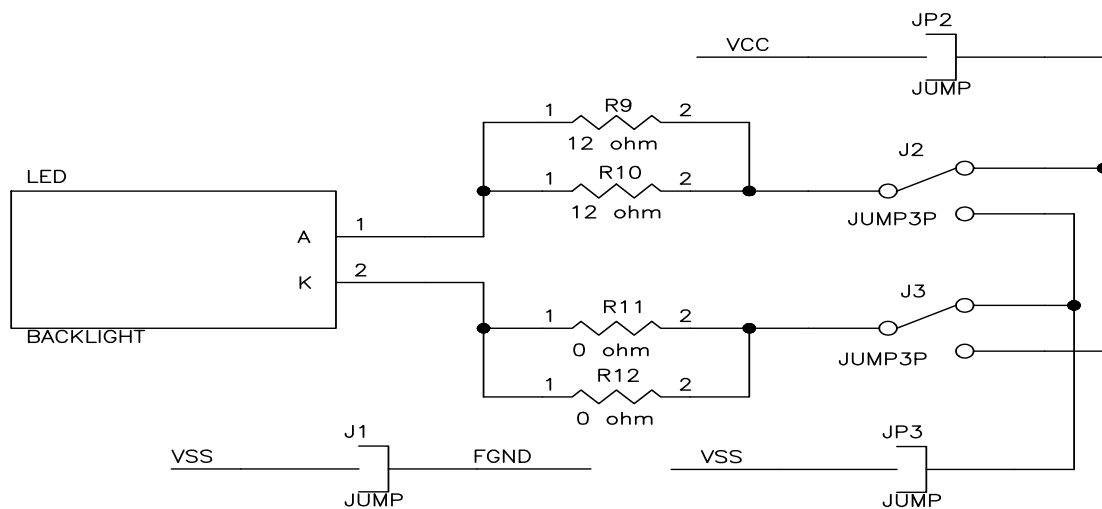 JP2
VCC
JUMP
R9
1 2
12 ohm
R10
1 2
12 ohm
J2
JUMP3P
LED
A 1
K 2
BACKLIGHT
R11
1 2
0 ohm
R12
1 2
0 ohm
J3
JUMP3P
J1
VSS FGND
JUMP
JP3
VSS
JUMP